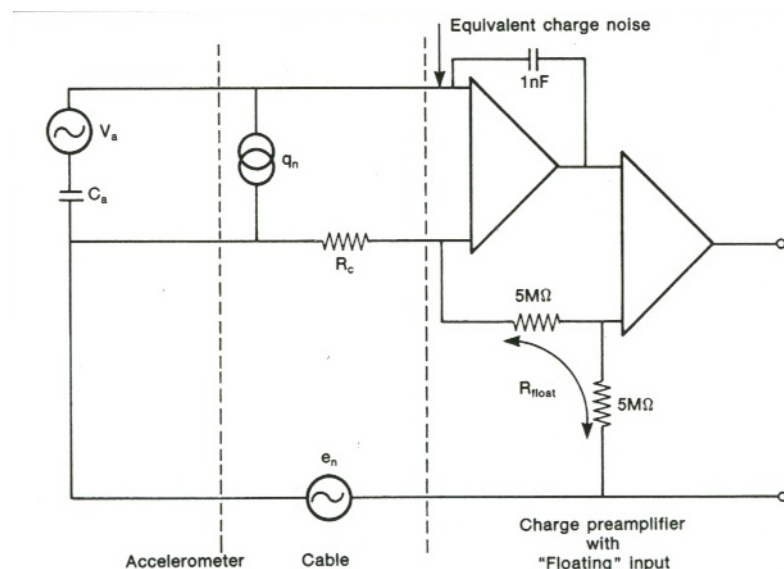 Equivalent charge noise
1nF
Va
qn
Ca
Rc
5MΩ
Rfloat
5MΩ
en
Accelerometer
Cable
Charge preamplifier
with
"Floating" input